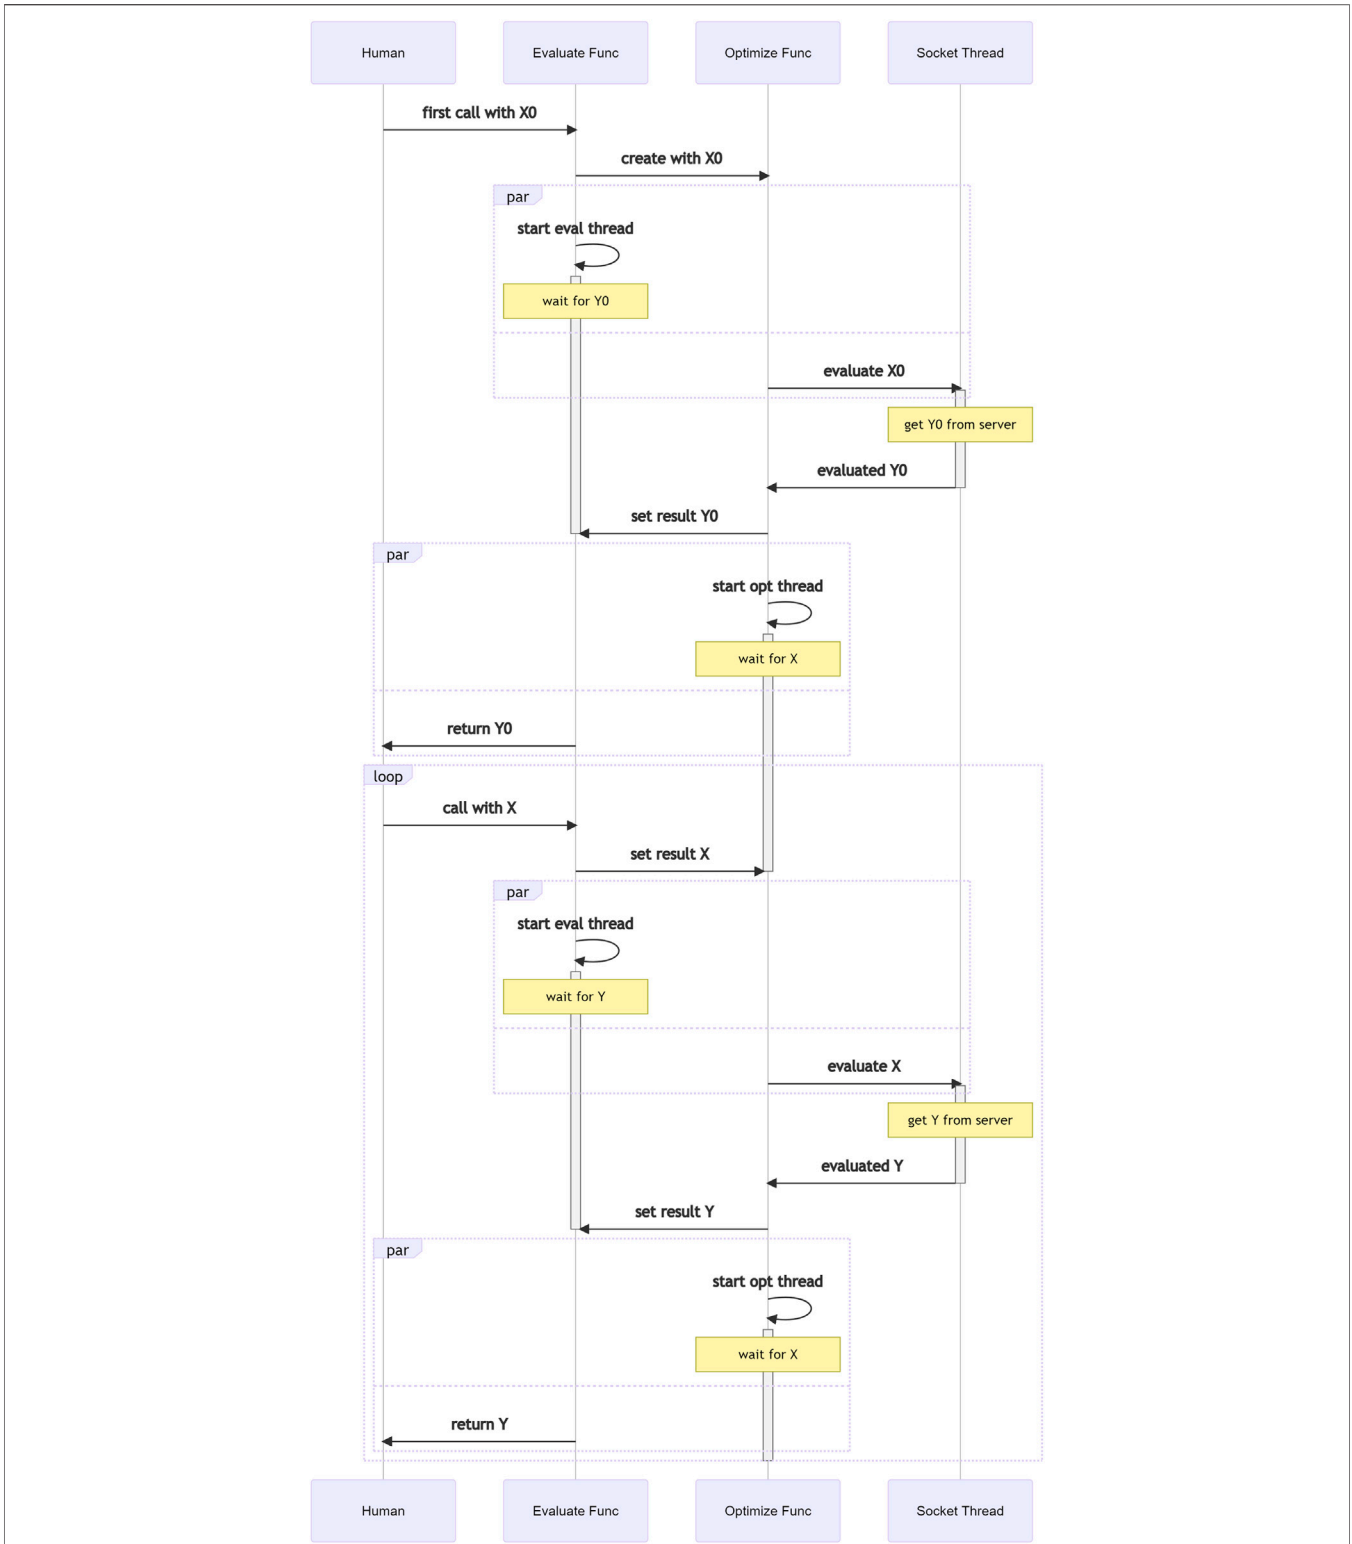 Human
Evaluate Func
Optimize Func
Socket Thread
first call with X0
create with X0
par
start eval thread
wait for Y0
evaluate X0
get Y0 from server
evaluated Y0
set result Y0
par
start opt thread
wait for X
return Y0
loop
call with X
set result X
par
start eval thread
wait for Y
evaluate X
get Y from server
evaluated Y
set result Y
par
start opt thread
wait for X
return Y
Human
Evaluate Func
Optimize Func
Socket Thread